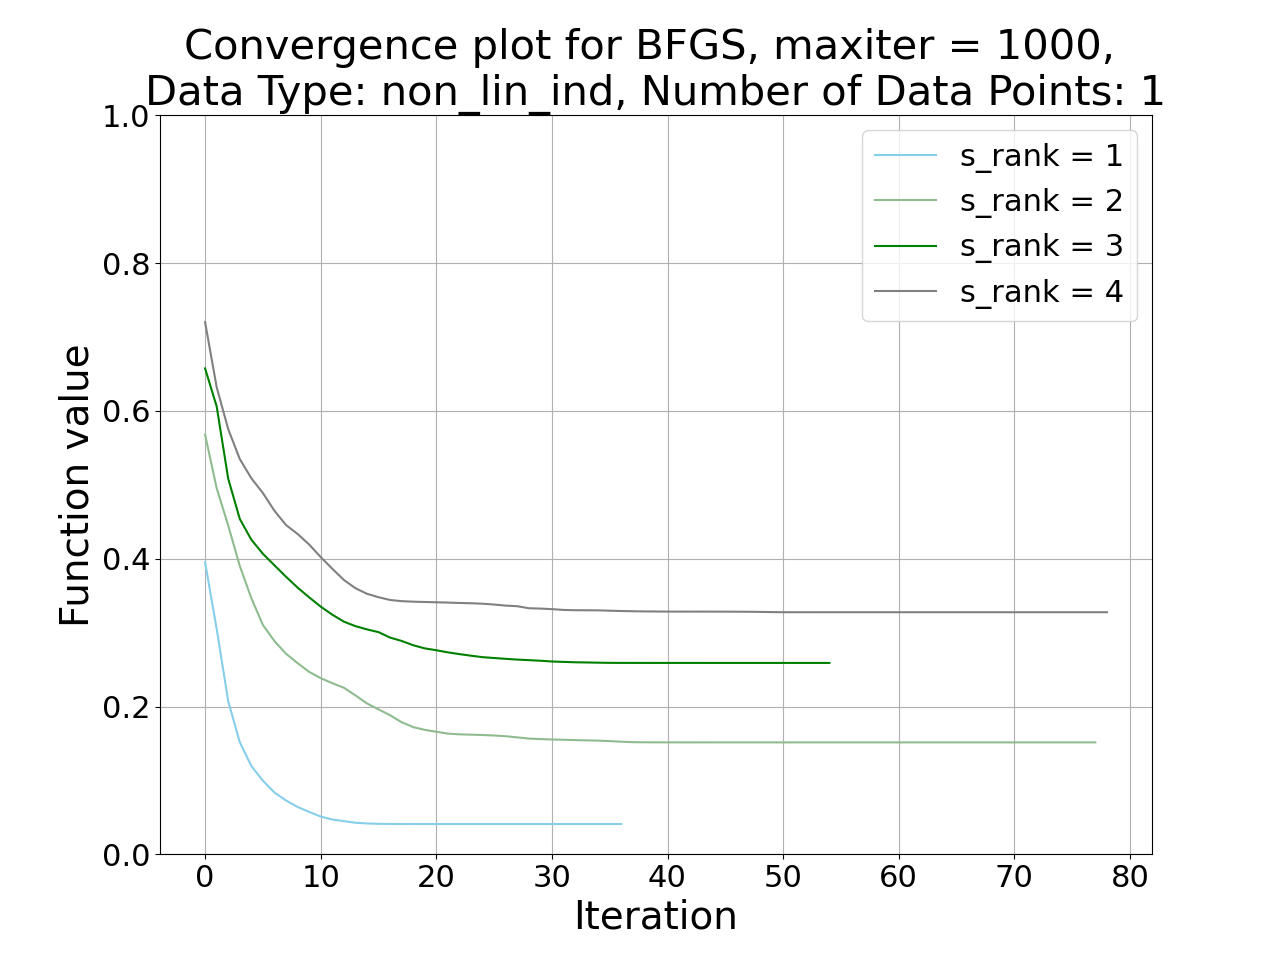 Convergence plot for BFGS, maxiter = 1000,
Data Type: non_lin_ind, Number of Data Points: 1
1.0
0.8
0.6
0.4
0.2
0.0
Function value
s_rank = 1
s_rank = 2
s_rank = 3
s_rank = 4
0 10 20 30 40 50 60 70 80
Iteration